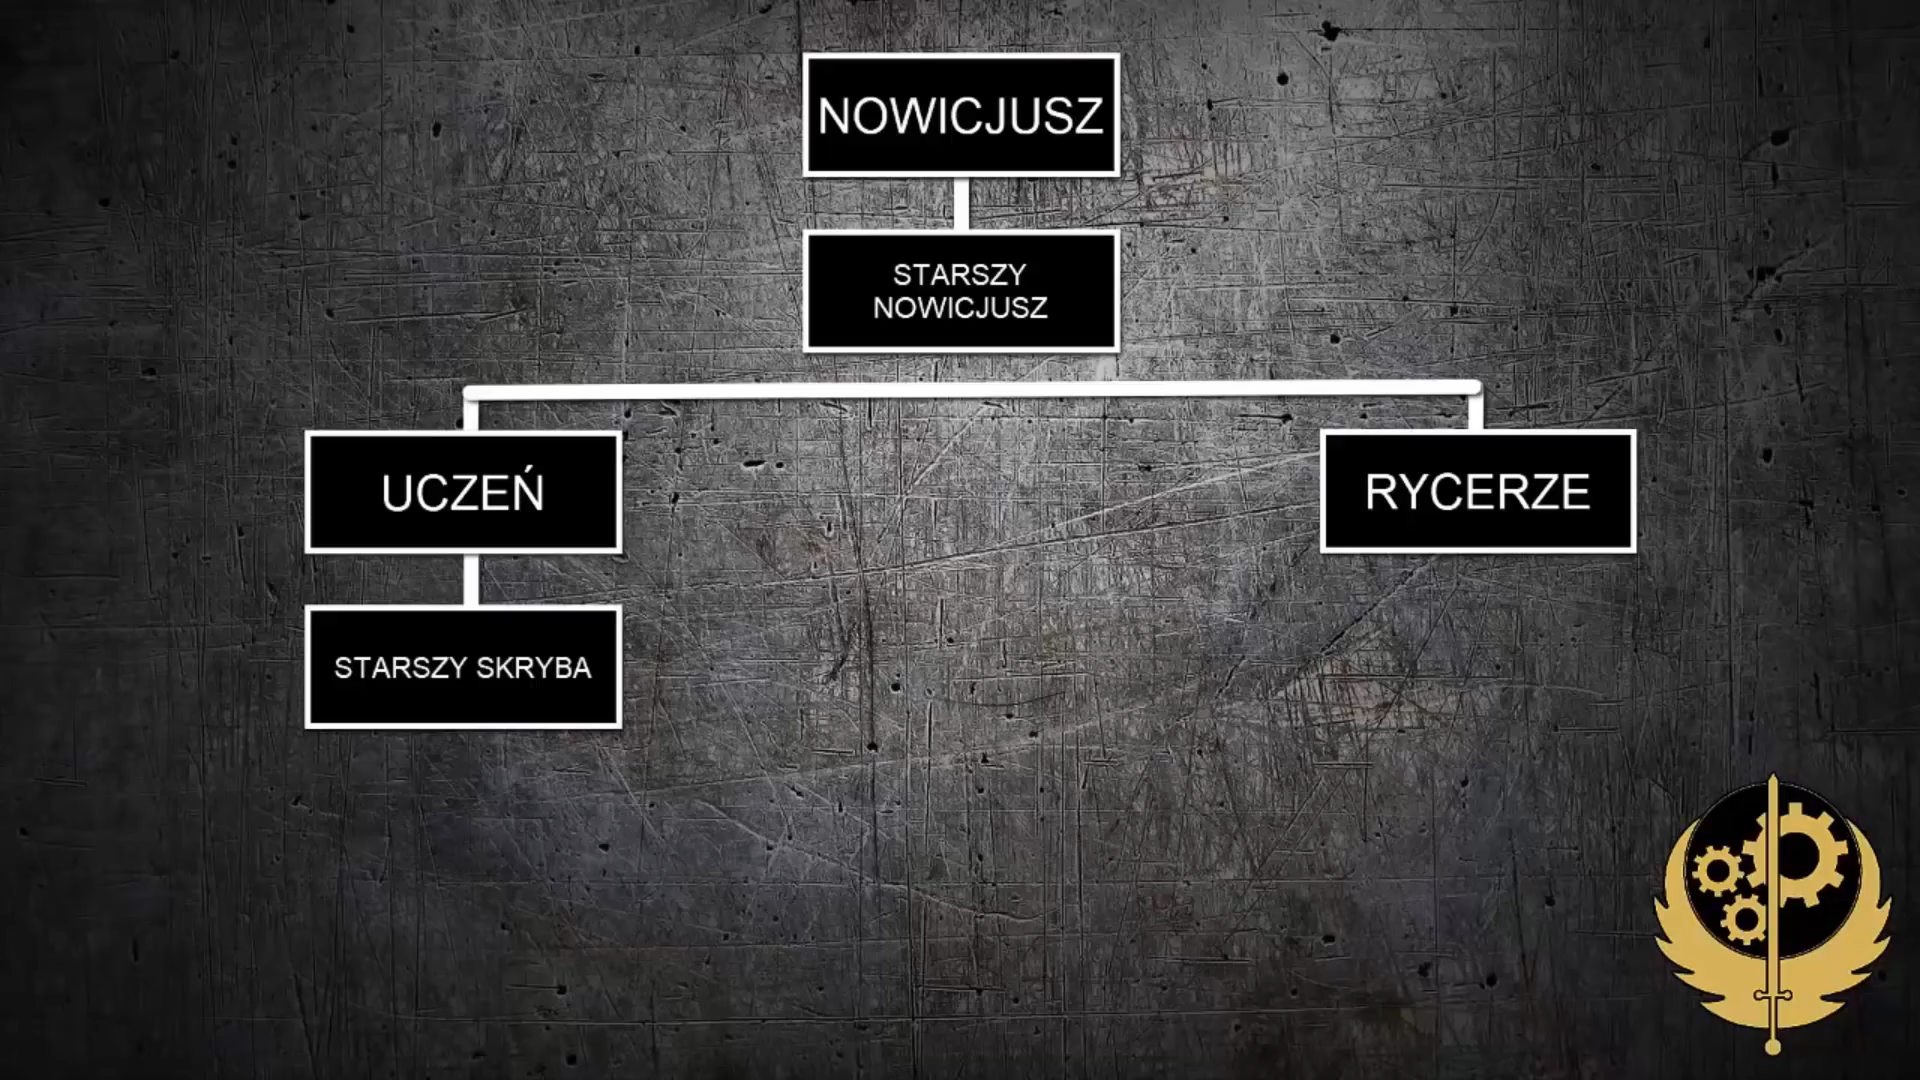 NOWICJUSZ
STARSZY
NOWICJUSZ
UCZEŃ
RYCERZE
STARSZY SKRYBA